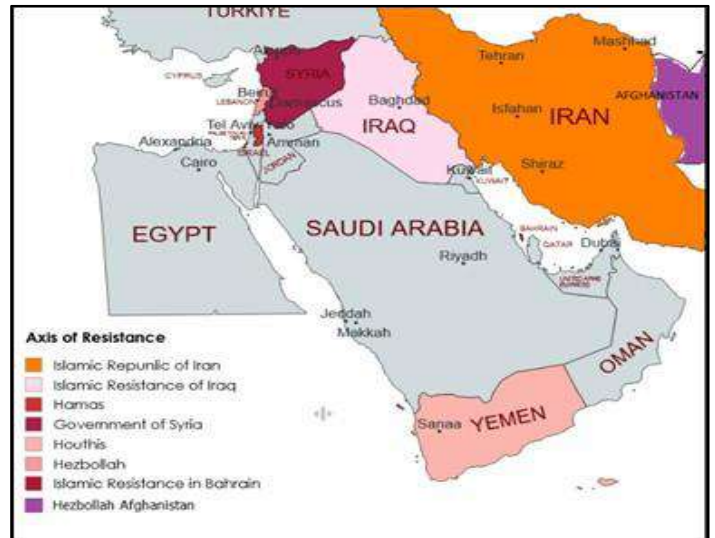 TÜRKIYE
Mashhad
Tehran
SYRIA
CYPRUS
LEBANON
Damascus
Baghdad
AFGHANISTAN
Isfahan
IRAN
IRAQ
Tel Aviv
Alexandria
Amman
ISRAEL
Cairo
JORDAN
Shiraz
Kuwait
KUWAIT
SAUDI ARABIA
EGYPT
BAHRAIN
QATAR
Dubai
Riyadh
Jeddah
Makkah
OMAN
Sanaa
YEMEN
Axis of Resistance
Islamic Repunlic of Iran
Islamic Resistance of Iraq
Hamas
Government of Syria
Houthis
Hezbollah
Islamic Resistance in Bahrain
Hezbollah Afghanistan